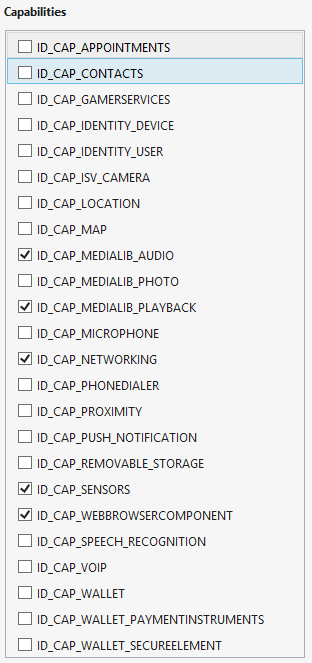 Capabilities
ID_CAP_APPOINTMENTS
ID_CAP_CONTACTS
ID_CAP_GAMERSERVICES
ID_CAP_IDENTITY_DEVICE
ID_CAP_IDENTITY_USER
ID_CAP_ISV_CAMERA
ID_CAP_LOCATION
ID_CAP_MAP
ID_CAP_MEDIALIB_AUDIO
ID_CAP_MEDIALIB_PHOTO
ID_CAP_MEDIALIB_PLAYBACK
ID_CAP_MICROPHONE
ID_CAP_NETWORKING
ID_CAP_PHONEDIALER
ID_CAP_PROXIMITY
ID_CAP_PUSH_NOTIFICATION
ID_CAP_REMOVABLE_STORAGE
ID_CAP_SENSORS
ID_CAP_WEBBROWSERCOMPONENT
ID_CAP_SPEECH_RECOGNITION
ID_CAP_VOIP
ID_CAP_WALLET
ID_CAP_WALLET_PAYMENTINSTRUMENTS
ID_CAP_WALLET_SECUREELEMENT